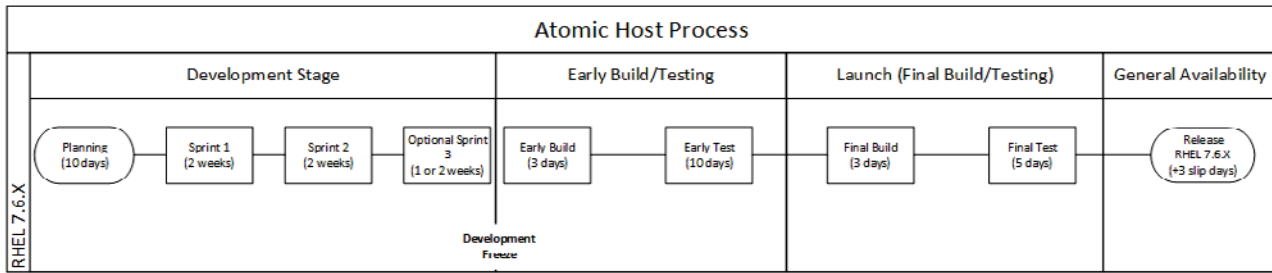 Atomic Host Process
Development Stage
Early Build/Testing
Launch (Final Build/Testing)
General Availability
RHEL 7.6.X
Planning
(10 days)
Sprint 1
(2 weeks)
Sprint 2
(2 weeks)
Optional Sprint
3
(1 or 2 weeks)
Early Build
(3 days)
Early Test
(10 days)
Final Build
(3 days)
Final Test
(5 days)
Release
RHEL 7.6.X
(+3 slip days)
Development
Freeze